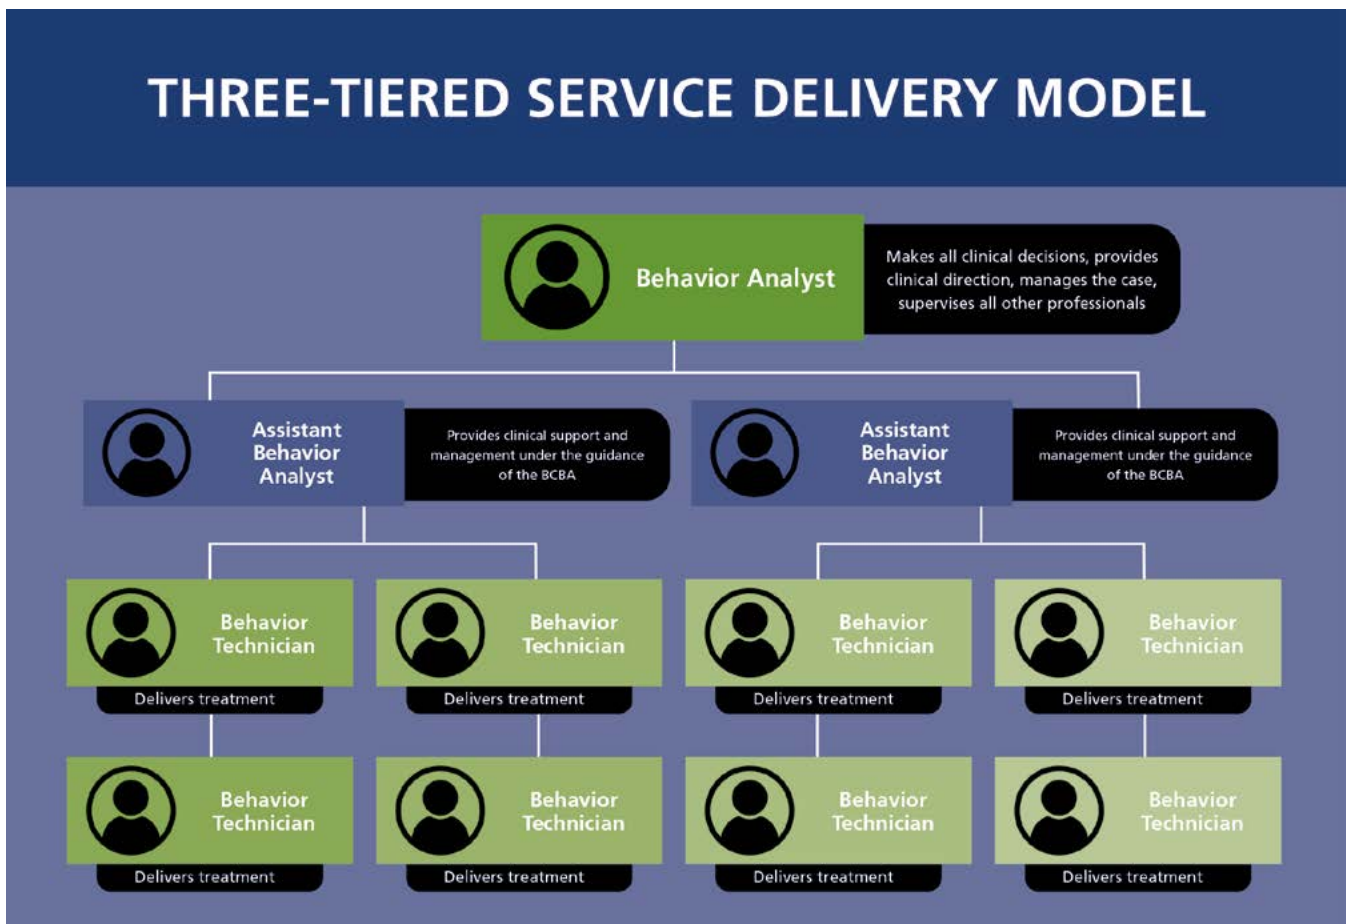 THREE-TIERED SERVICE DELIVERY MODEL
Behavior Analyst
Makes all clinical decisions, provides
clinical direction, manages the case,
supervises all other professionals
Assistant
Behavior
Analyst
Provides clinical support and
management under the guidance
of the BCBA
Assistant
Behavior
Analyst
Provides clinical support and
management under the guidance
of the BCBA
Behavior
Technician
Delivers treatment
Behavior
Technician
Delivers treatment
Behavior
Technician
Delivers treatment
Behavior
Technician
Delivers treatment
Behavior
Technician
Delivers treatment
Behavior
Technician
Delivers treatment
Behavior
Technician
Delivers treatment
Behavior
Technician
Delivers treatment